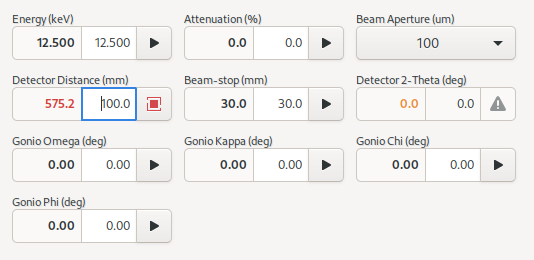 Energy (keV) Attenuation (%) Beam Aperture (um)
12.500 12.500 0.0 0.0 100
Detector Distance (mm) Beam-stop (mm) Detector 2-Theta (deg)
575.2 100.0 30.0 30.0 0.0 0.0
Gonio Omega (deg) Gonio Kappa (deg) Gonio Chi (deg)
0.00 0.00 0.00 0.00 0.00 0.00
Gonio Phi (deg)
0.00 0.00